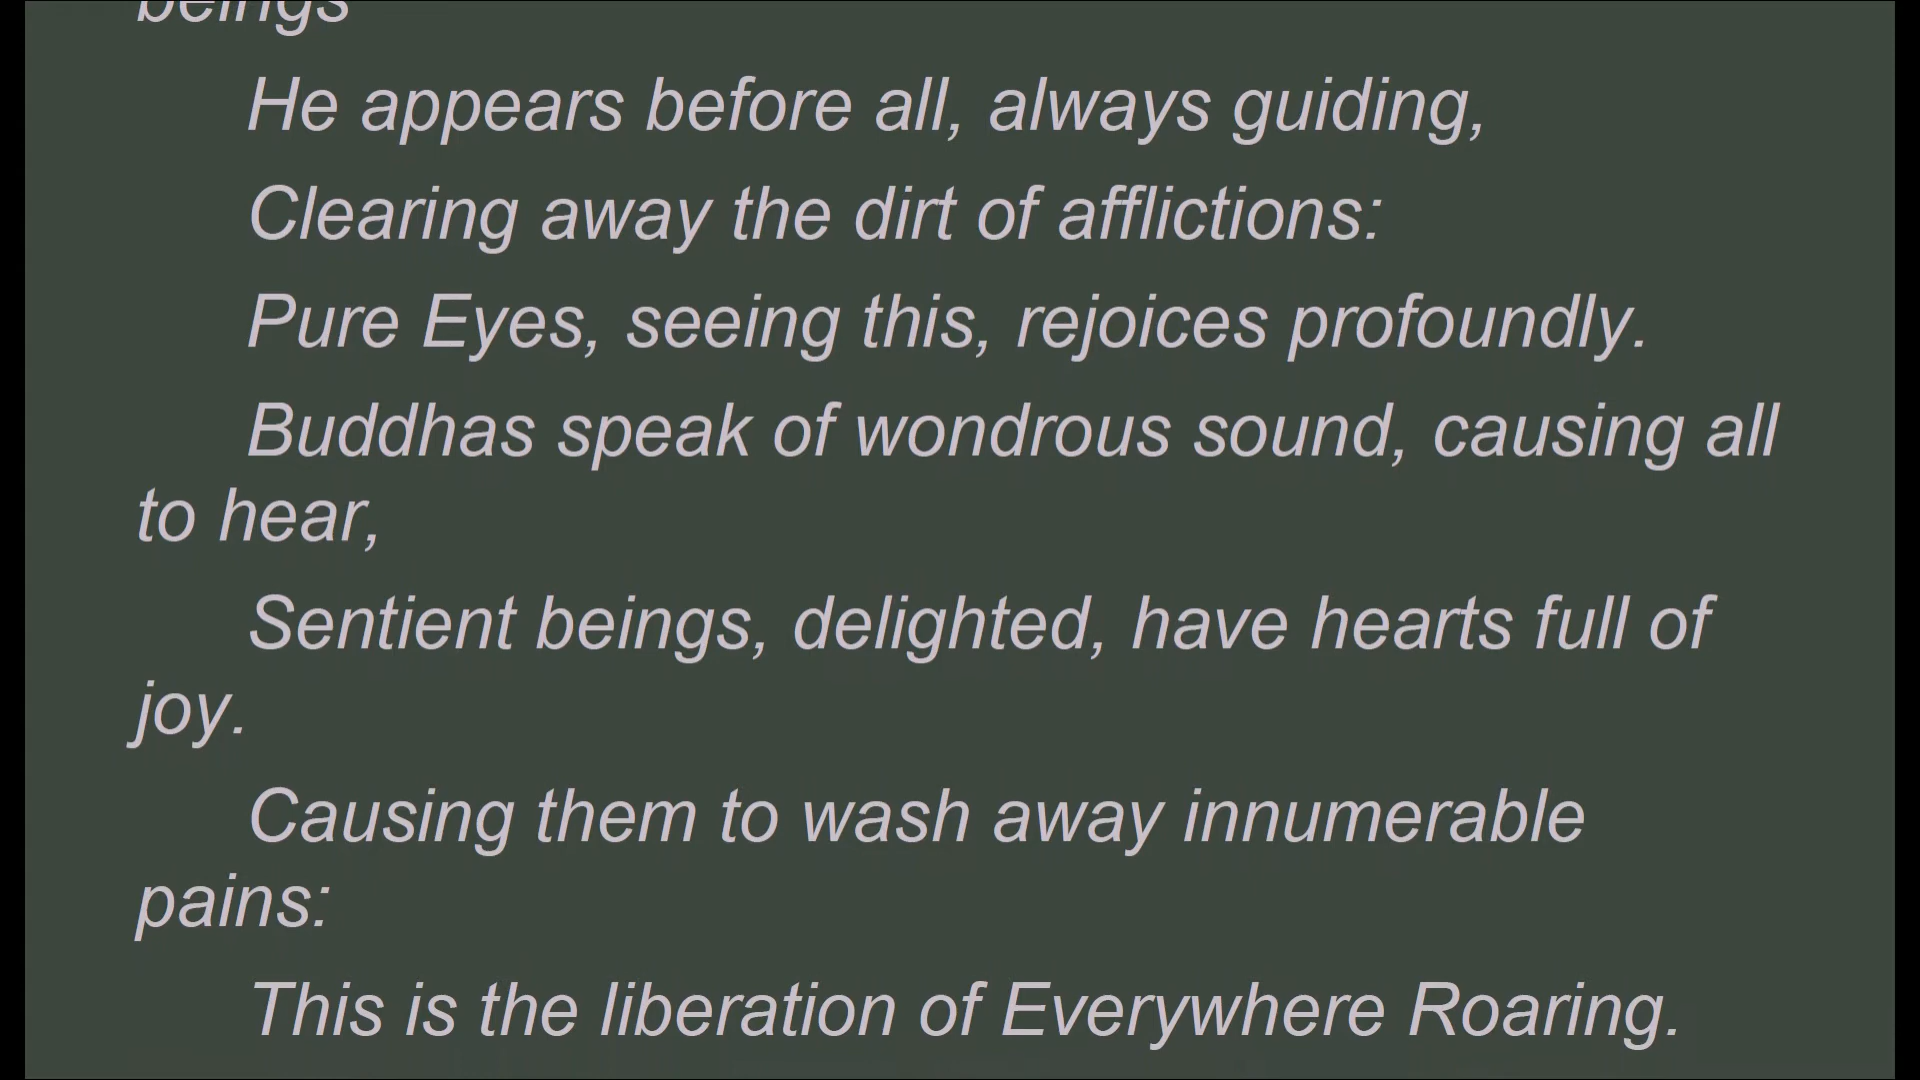 beings
He appears before all, always guiding,
Clearing away the dirt of afflictions:
Pure Eyes, seeing this, rejoices profoundly.
Buddhas speak of wondrous sound, causing all
to hear,
Sentient beings, delighted, have hearts full of
joy.
Causing them to wash away innumerable
pains:
This is the liberation of Everywhere Roaring.